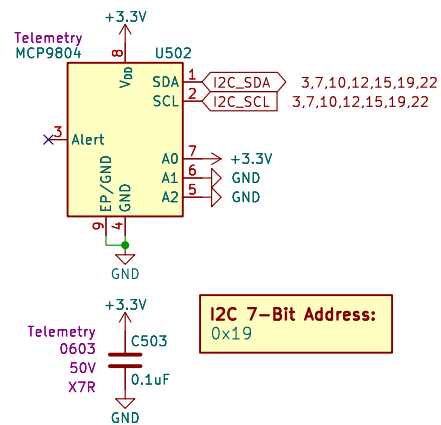 +3.3V
Telemetry
MCP9804
8
U502
VDD
SDA 1 I2C_SDA 3,7,10,12,15,19,22
SCL 2 I2C_SCL 3,7,10,12,15,19,22
3 Alert
A0 7 +3.3V
A1 6 GND
A2 5 GND
EP/GND
GND
9 4
GND
+3.3V
Telemetry
0603
50V
X7R
C503
0.1uF
GND
I2C 7-Bit Address:
0x19